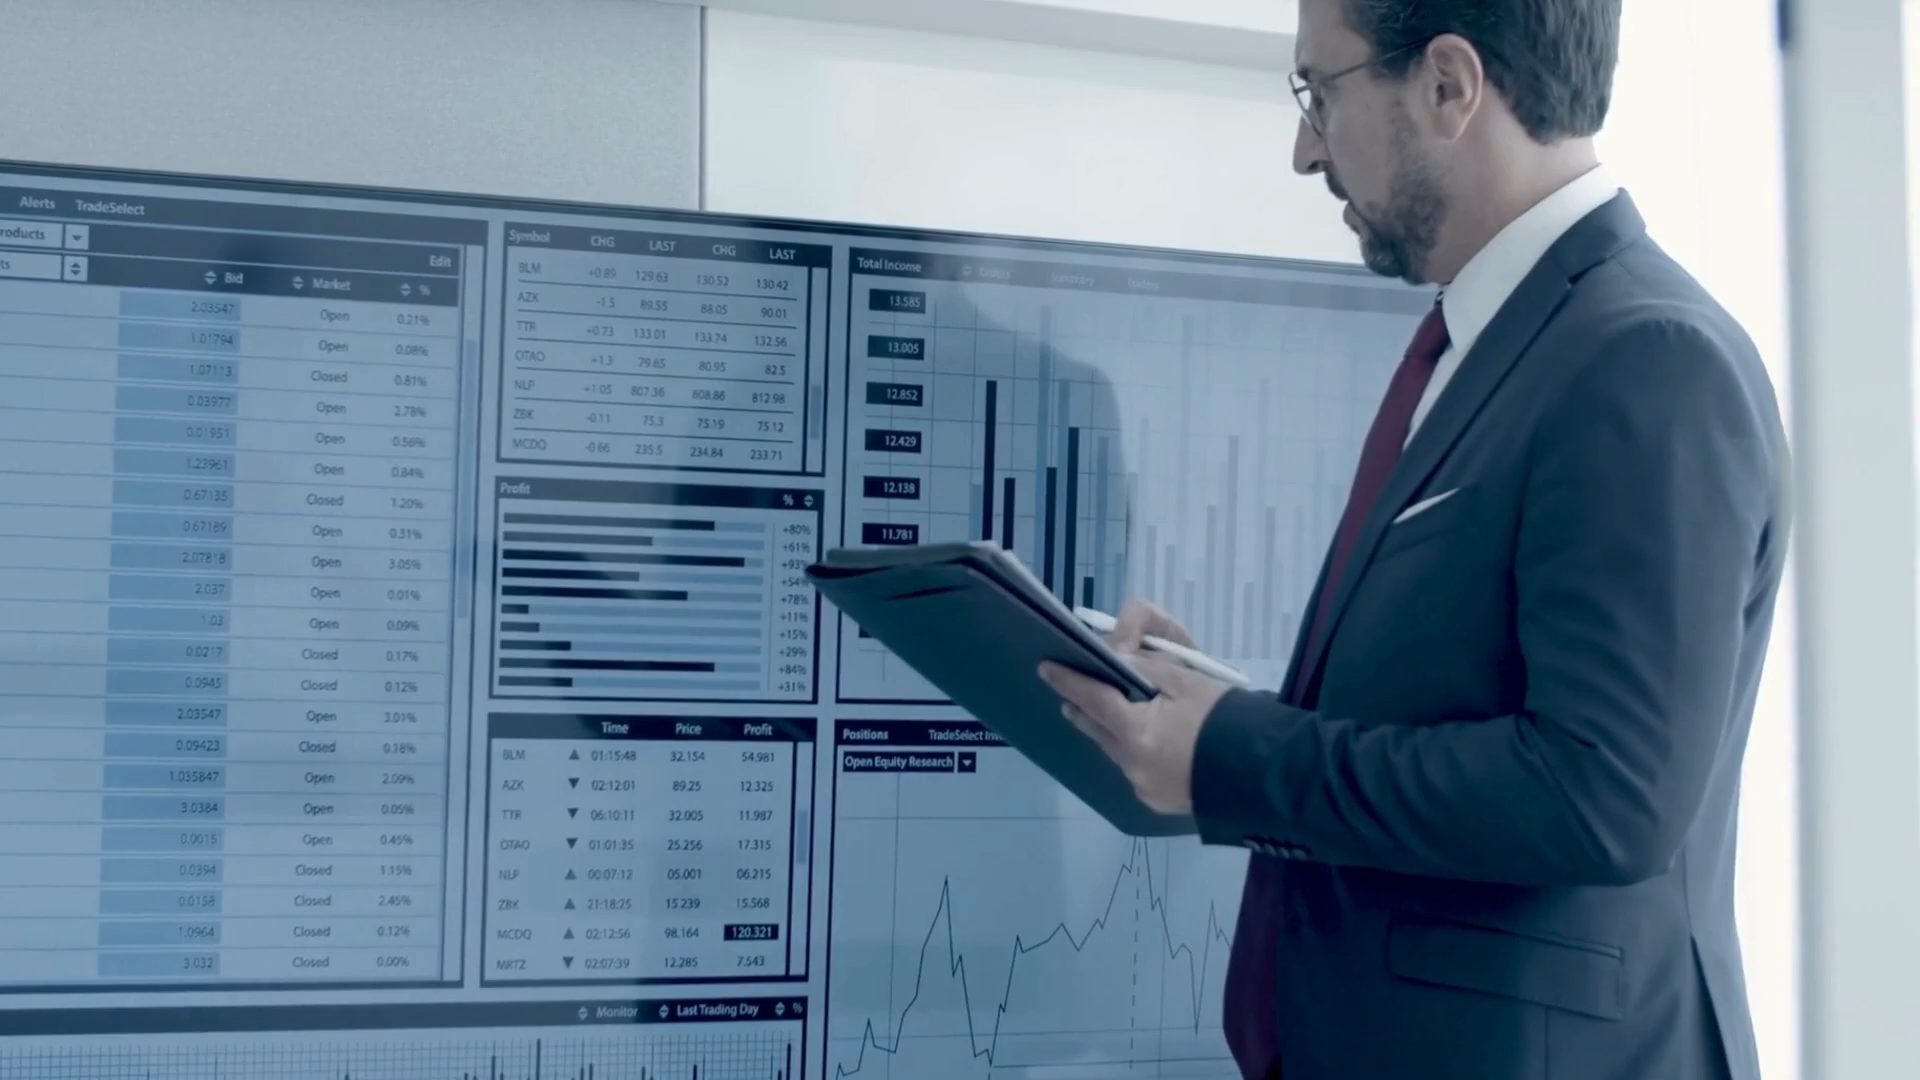 Alerts TradeSelect
roducts
ts
Edit
Bid Market %
2.03547 Open 0.21%
1.01794 Open 0.08%
1.07113 Closed 0.81%
0.03977 Open 2.78%
0.01951 Open 0.56%
1.23961 Open 0.84%
0.67135 Closed 1.20%
0.67189 Open 0.31%
2.07818 Open 3.05%
2.037 Open 0.01%
1.03 Open 0.09%
0.0217 Closed 0.17%
0.0945 Closed 0.12%
2.03547 Open 3.01%
0.09423 Closed 0.18%
1.035847 Open 2.09%
3.0384 Open 0.05%
0.0015 Open 0.45%
0.0394 Closed 1.15%
0.0158 Closed 2.45%
1.0964 Closed 0.12%
3.032 Closed 0.00%
Symbol CHG LAST CHG LAST
BLM +0.89 129.63 130.52 130.42
AZK -1.5 89.55 88.05 90.01
TTR +0.73 133.01 133.74 132.56
OTAO +1.3 79.65 80.95 82.5
NLP +1.05 807.36 808.86 812.98
ZBK -0.11 75.3 75.19 75.12
MCDQ -0.66 235.5 234.84 233.71
Profit %
+80%
+61%
+93%
+54%
+78%
+11%
+15%
+29%
+84%
+31%
Time Price Profit
BLM 01:15:48 32.154 54.981
AZK 02:12:01 89.25 12.325
TTR 06:10:11 32.005 11.987
OTAO 01:01:35 25.256 17.315
NLP 00:07:12 05.001 06.215
ZBK 21:18:25 15.239 15.568
MCDQ 02:12:56 98.164 120.321
MRTZ 02:07:39 12.285 7.543
Monitor Last Trading Day %
Total Income Orders Summary
13.585
13.005
12.852
12.429
12.138
11.781
Positions TradeSelect
Open Equity Research